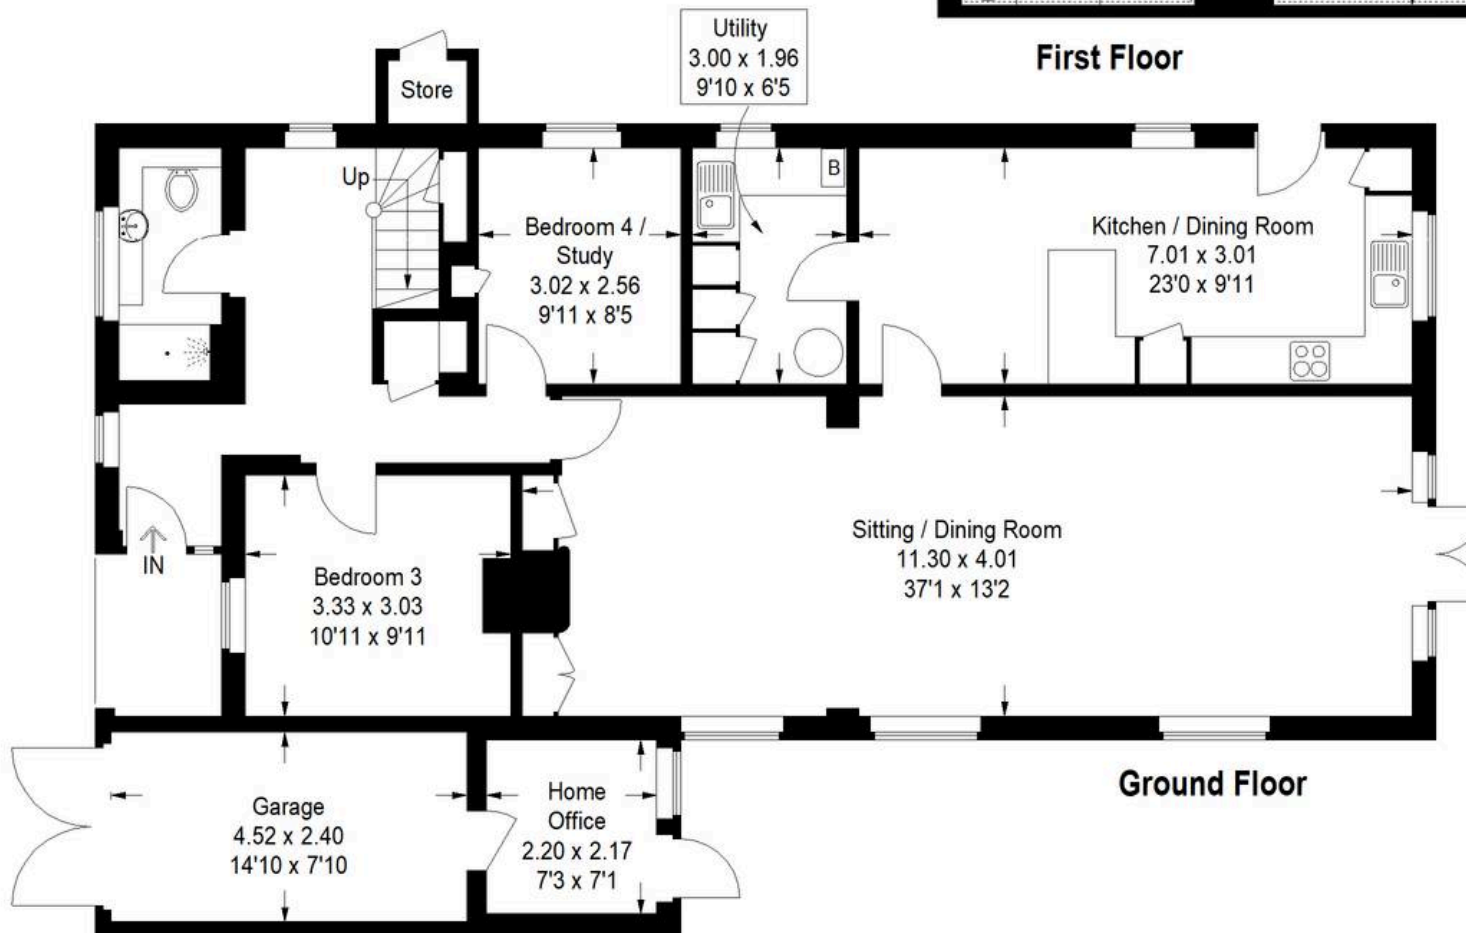 First Floor
Utility
3.00 x 1.96
9'10 x 6'5
Store
Up
B
Bedroom 4 /
Study
3.02 x 2.56
9'11 x 8'5
Kitchen / Dining Room
7.01 x 3.01
23'0 x 9'11
Sitting / Dining Room
11.30 x 4.01
37'1 x 13'2
IN
Bedroom 3
3.33 x 3.03
10'11 x 9'11
Ground Floor
Garage
4.52 x 2.40
14'10 x 7'10
Home
Office
2.20 x 2.17
7'3 x 7'1